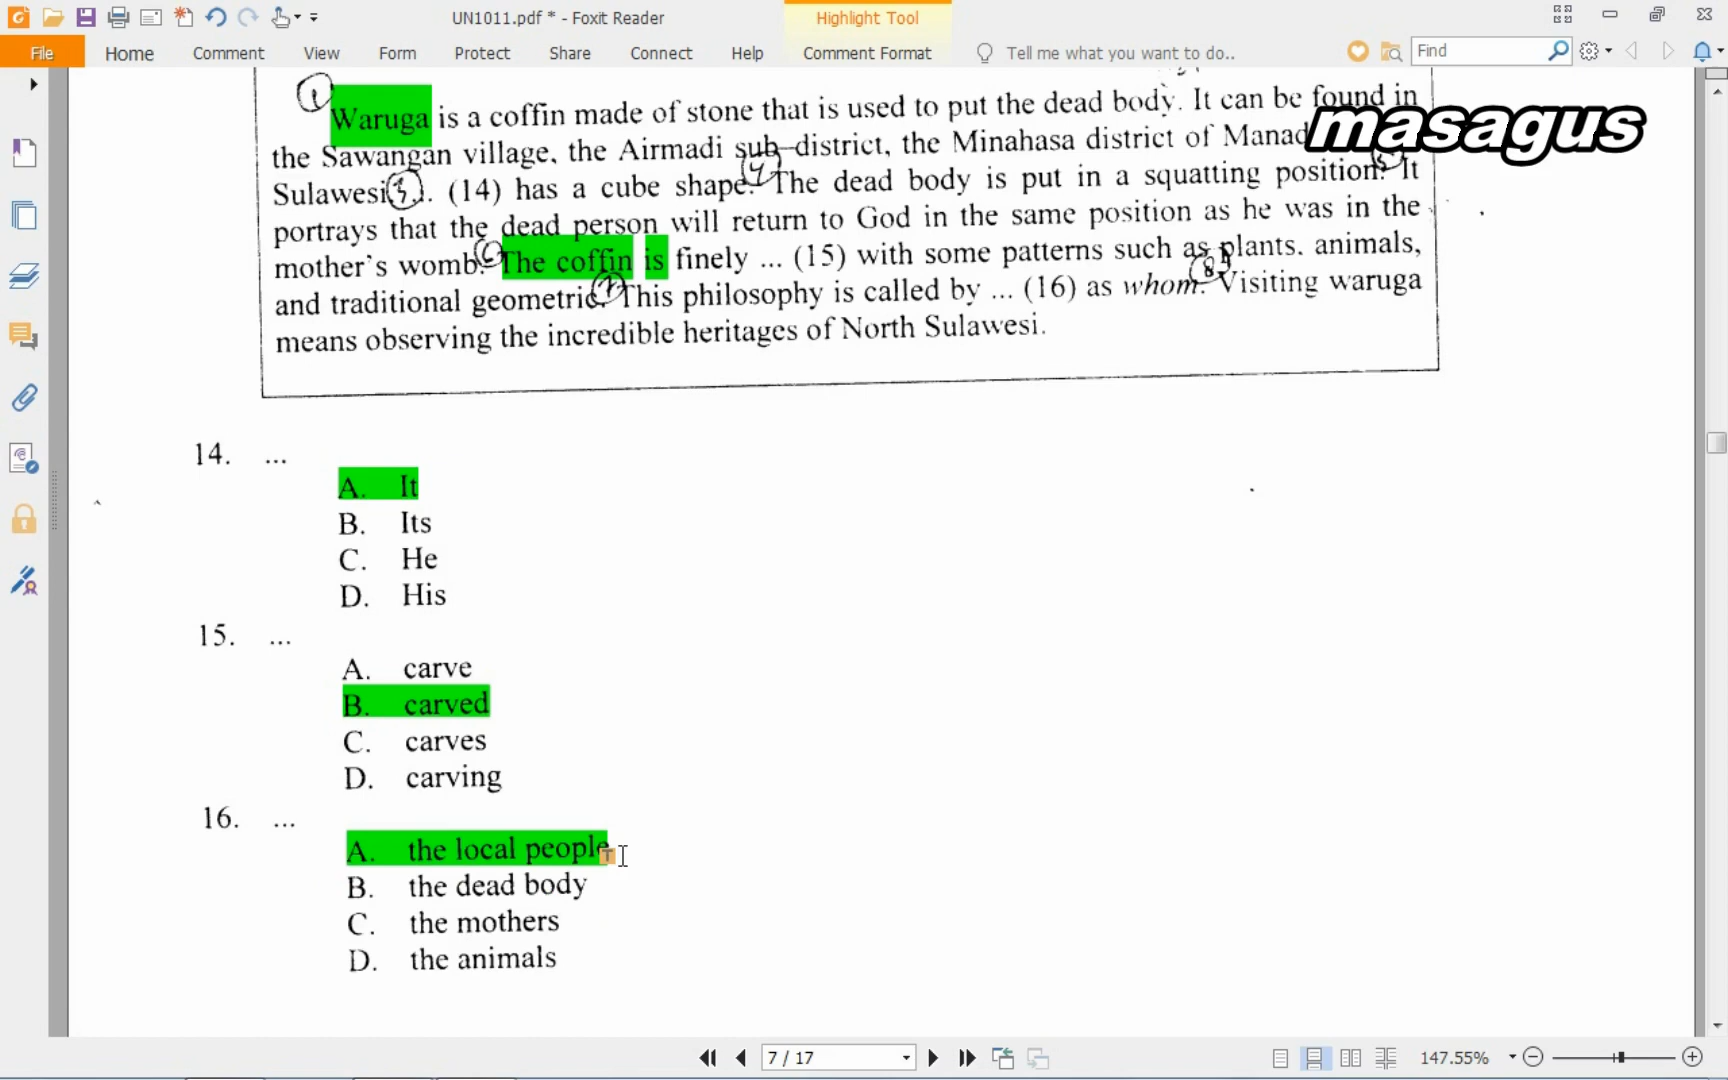 UN1011.pdf * - Foxit Reader
Highlight Tool
File
Home
Comment
View
Form
Protect
Share
Connect
Help
Comment Format
Tell me what you want to do..
Find
masagus
1
Waruga is a coffin made of stone that is used to put the dead body. It can be found in
the Sawangan village, the Airmadi sub-district, the Minahasa district of Manad
Sulawesi. (14) has a cube shape. The dead body is put in a squatting position. It
portrays that the dead person will return to God in the same position as he was in the
mother's womb. The coffin is finely ... (15) with some patterns such as plants. animals,
and traditional geometric. This philosophy is called by ... (16) as whom. Visiting waruga
means observing the incredible heritages of North Sulawesi.
14. ...
A. It
B. Its
C. He
D. His
15. ...
A. carve
B. carved
C. carves
D. carving
16. ...
A. the local people
B. the dead body
C. the mothers
D. the animals
7 / 17
147.55%